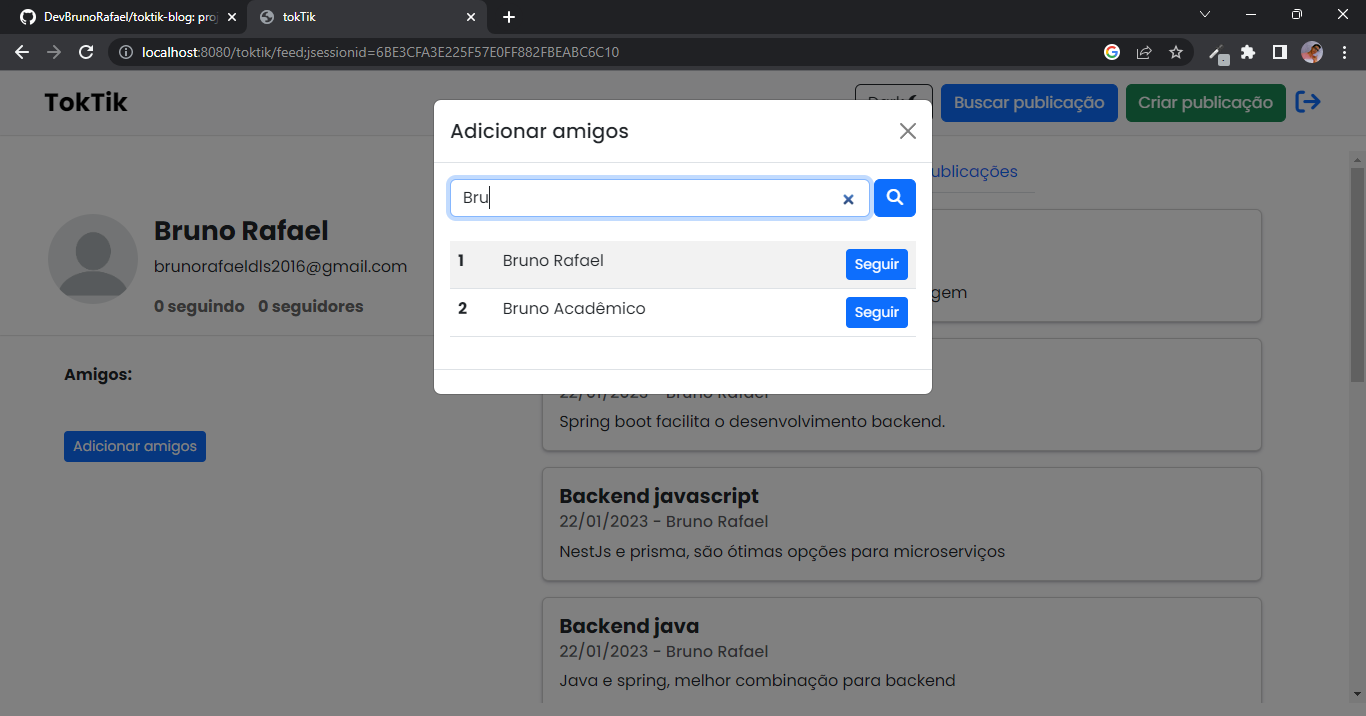 DevBrunoRafael/toktik-blog: proj
tokTik
localhost:8080/toktik/feed;jsessionid=6BE3CFA3E225F57E0FF882FBEABC6C10
TokTik
Buscar publicação
Criar publicação
Adicionar amigos
Bru
1 Bruno Rafael Seguir
2 Bruno Acadêmico Seguir
Bruno Rafael
brunorafaeldls2016@gmail.com
0 seguindo 0 seguidores
Amigos:
Adicionar amigos
ublicações
gem
22/01/2023 - Bruno Rafael
Spring boot facilita o desenvolvimento backend.
Backend javascript
22/01/2023 - Bruno Rafael
NestJs e prisma, são ótimas opções para microserviços
Backend java
22/01/2023 - Bruno Rafael
Java e spring, melhor combinação para backend